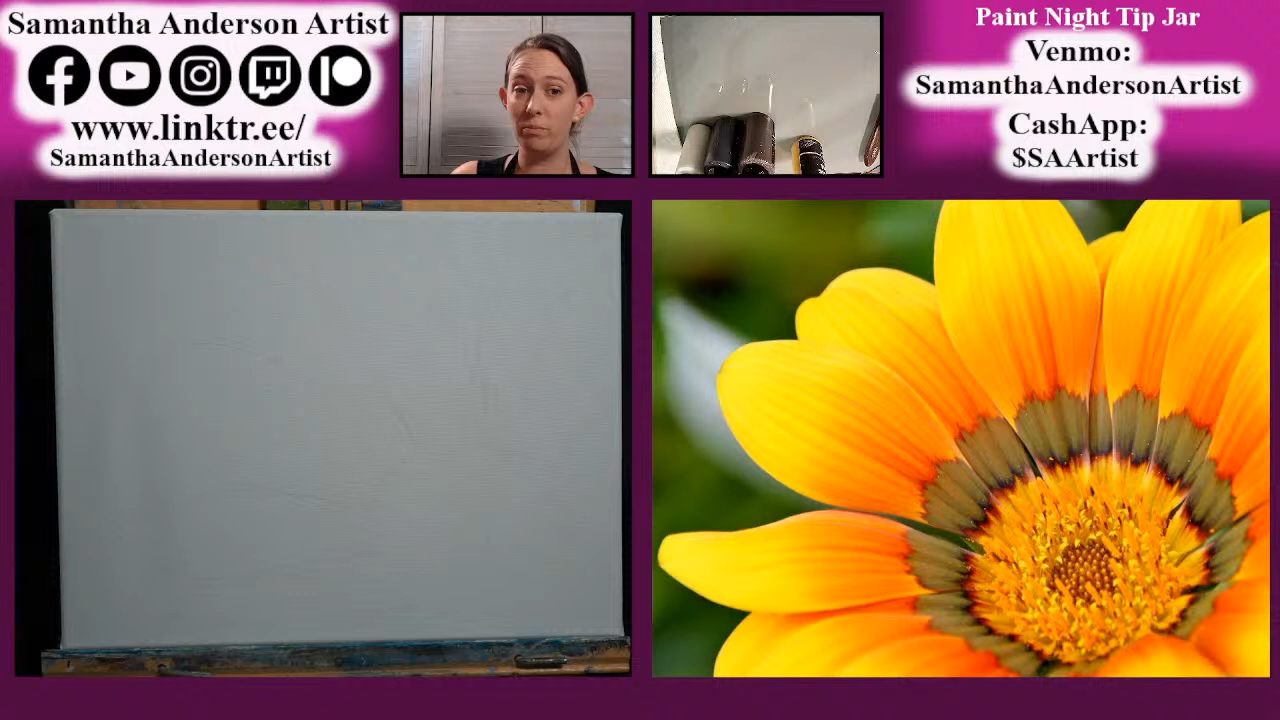 Samantha Anderson Artist
www.linktr.ee/
SamanthaAndersonArtist
Paint Night Tip Jar
Venmo:
SamanthaAndersonArtist
CashApp:
$SAArtist